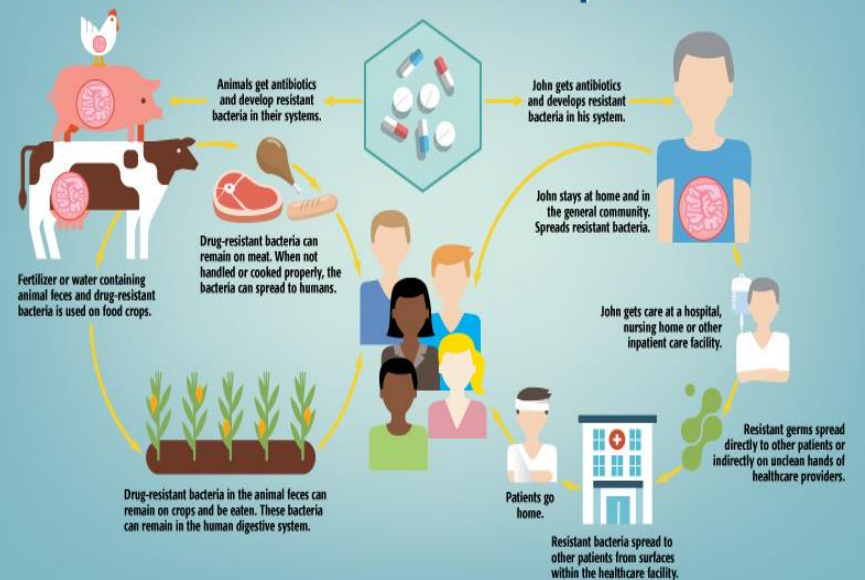 Animals get antibiotics
and develop resistant
bacteria in their systems.
John gets antibiotics
and develops resistant
bacteria in his system.
Drug-resistant bacteria can
remain on meat. When not
handled or cooked properly, the
bacteria can spread to humans.
John stays at home and in
the general community.
Spreads resistant bacteria.
Fertilizer or water containing
animal feces and drug-resistant
bacteria is used on food crops.
John gets care at a hospital,
nursing home or other
inpatient care facility.
Drug-resistant bacteria in the animal feces can
remain on crops and be eaten. These bacteria
can remain in the human digestive system.
Resistant germs spread
directly to other patients or
indirectly on unclean hands of
healthcare providers.
Patients go
home.
Resistant bacteria spread to
other patients from surfaces
within the healthcare facility.